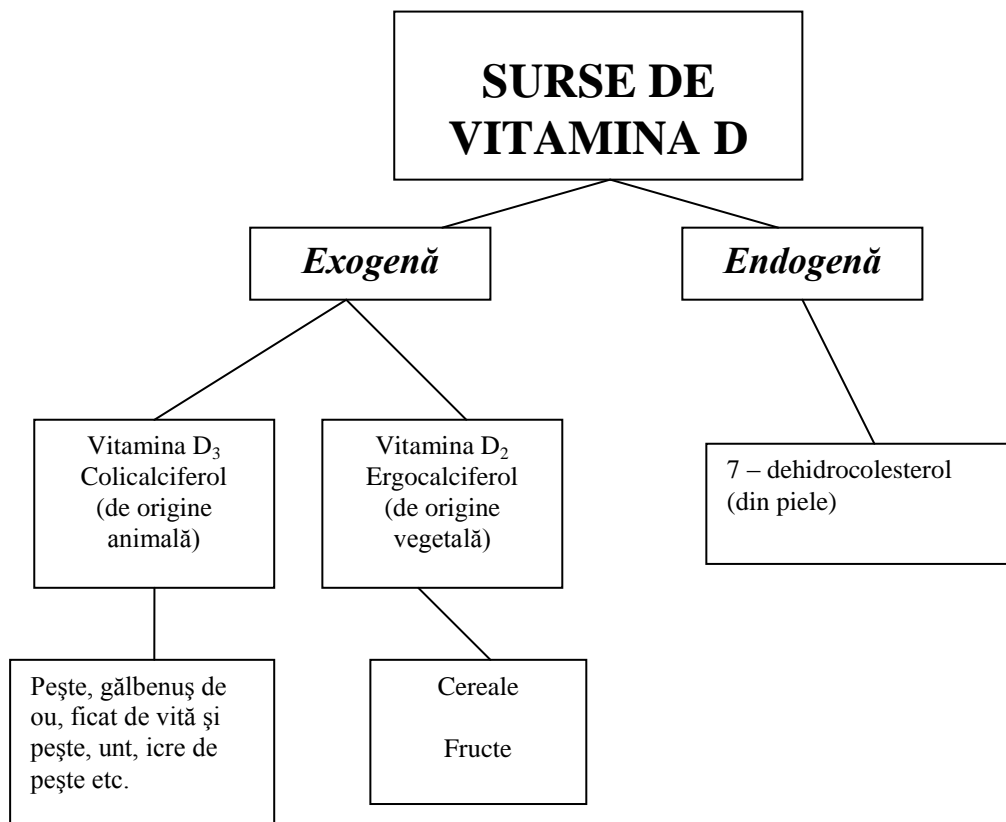 SURSE DE
VITAMINA D
Exogenă
Endogenă
Vitamina D₃
Colicalciferol
(de origine
animală)
Vitamina D₂
Ergocalciferol
(de origine
vegetală)
7 – dehidrocolesterol
(din piele)
Peşte, gălbenuş de
ou, ficat de vită şi
peşte, unt, icre de
peşte etc.
Cereale
Fructe